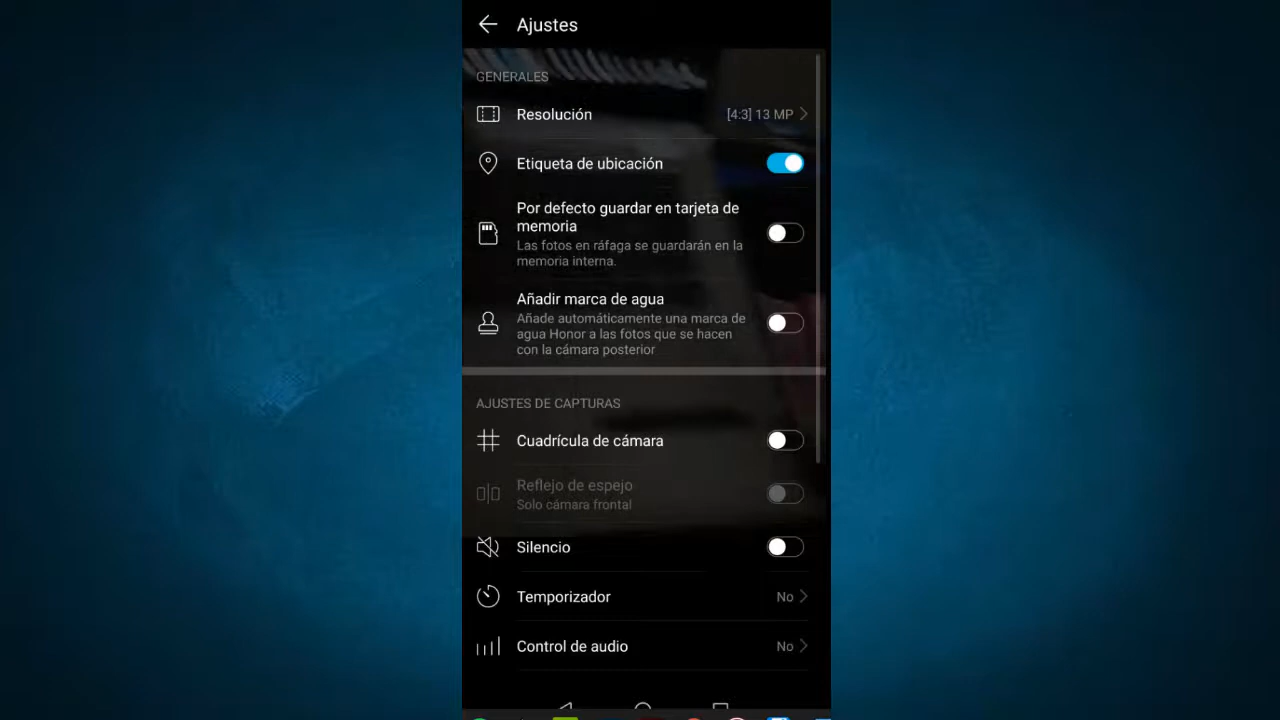 Ajustes
GENERALES
Resolución [4:3] 13 MP
Etiqueta de ubicación
Por defecto guardar en tarjeta de
memoria
Las fotos en ráfaga se guardarán en la
memoria interna.
Añadir marca de agua
Añade automáticamente una marca de
agua Honor a las fotos que se hacen
con la cámara posterior
AJUSTES DE CAPTURAS
Cuadrícula de cámara
Reflejo de espejo
Solo cámara frontal
Silencio
Temporizador No
Control de audio No